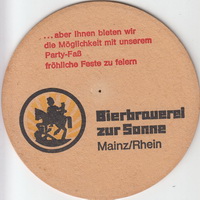 ...aber Ihnen bieten wir
die Möglichkeit mit unserem
Party-Faß
fröhliche Feste zu feiern
Bierbrauerei
zur Sonne
Mainz/Rhein